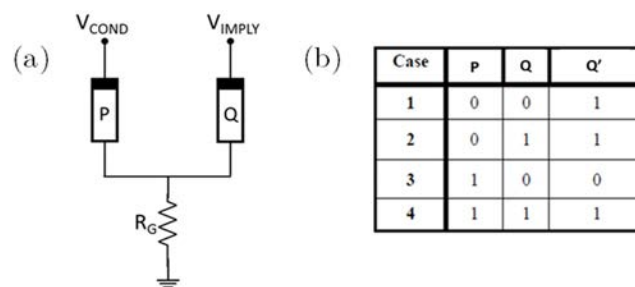 (a)
V_COND V_IMPLY
P Q
R_G
(b)
Case P Q Q'
1 0 0 1
2 0 1 1
3 1 0 0
4 1 1 1